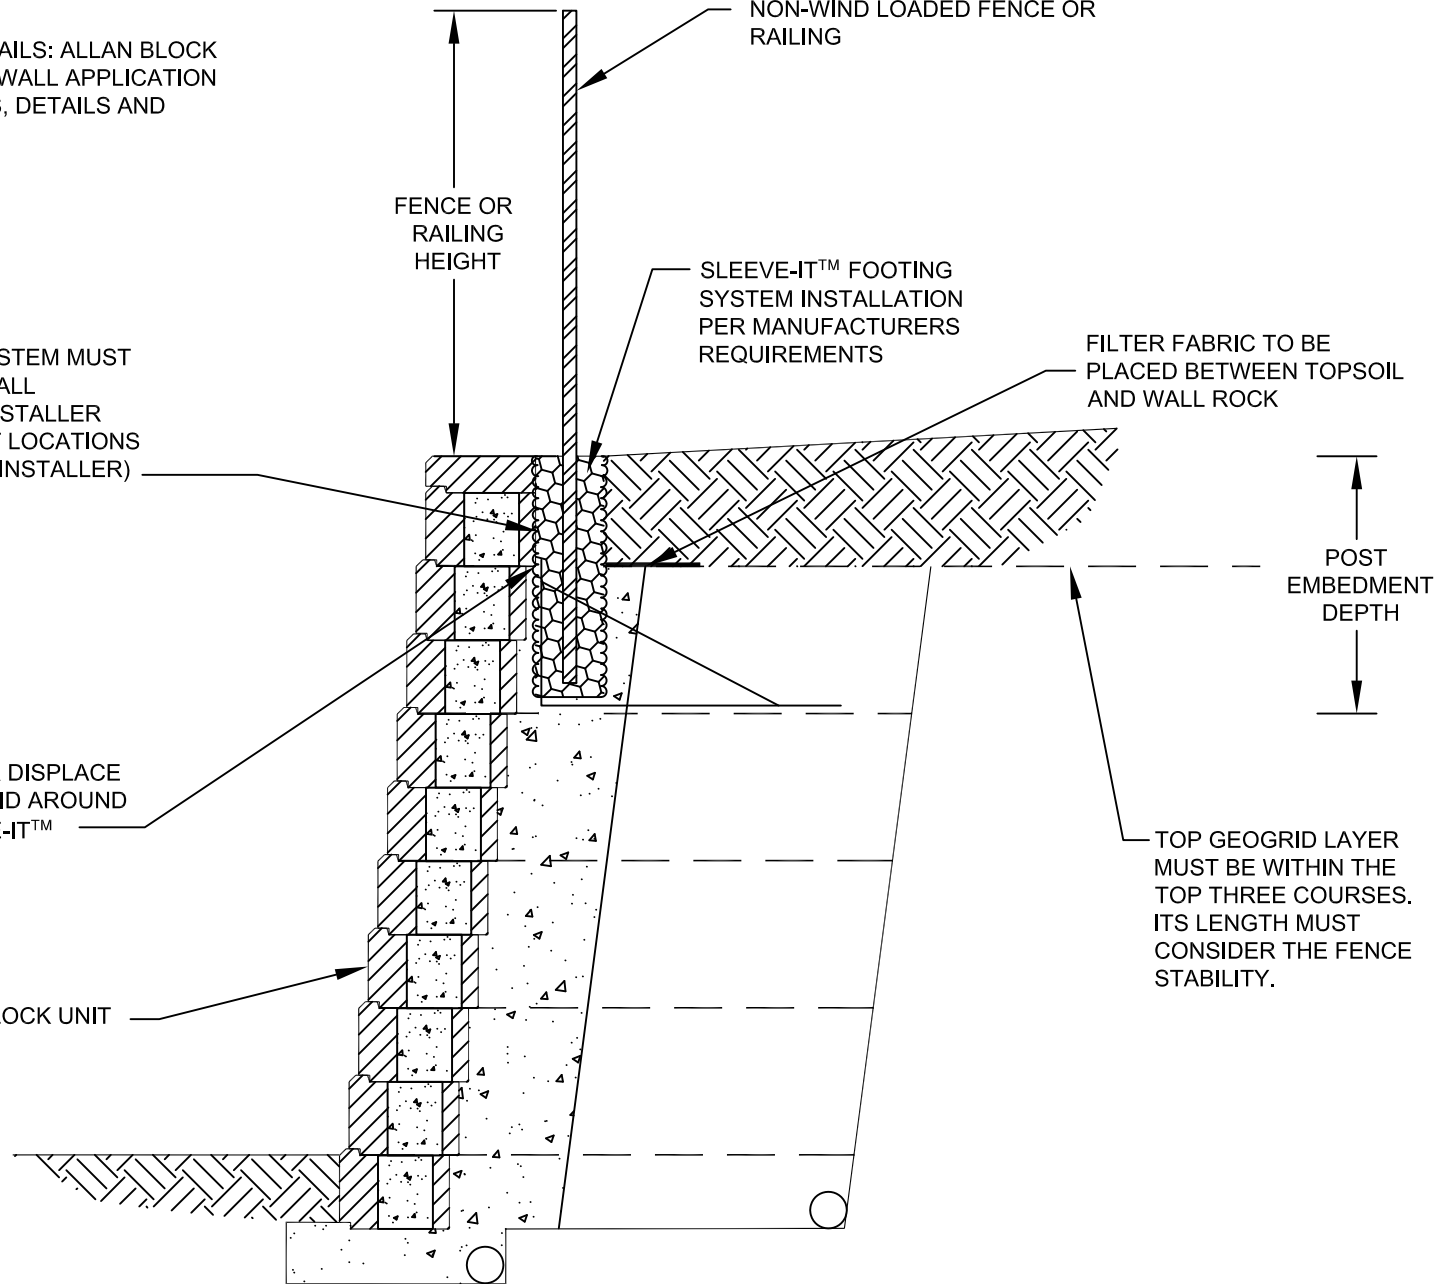 NON-WIND LOADED FENCE OR
RAILING
AILS: ALLAN BLOCK
WALL APPLICATION
, DETAILS AND
FENCE OR
RAILING
HEIGHT
SLEEVE-IT™ FOOTING
SYSTEM INSTALLATION
PER MANUFACTURERS
REQUIREMENTS
FILTER FABRIC TO BE
PLACED BETWEEN TOPSOIL
AND WALL ROCK
STEM MUST
ALL
STALLER
LOCATIONS
INSTALLER)
POST
EMBEDMENT
DEPTH
DISPLACE
ID AROUND
E-IT™
TOP GEOGRID LAYER
MUST BE WITHIN THE
TOP THREE COURSES.
ITS LENGTH MUST
CONSIDER THE FENCE
STABILITY.
LOCK UNIT